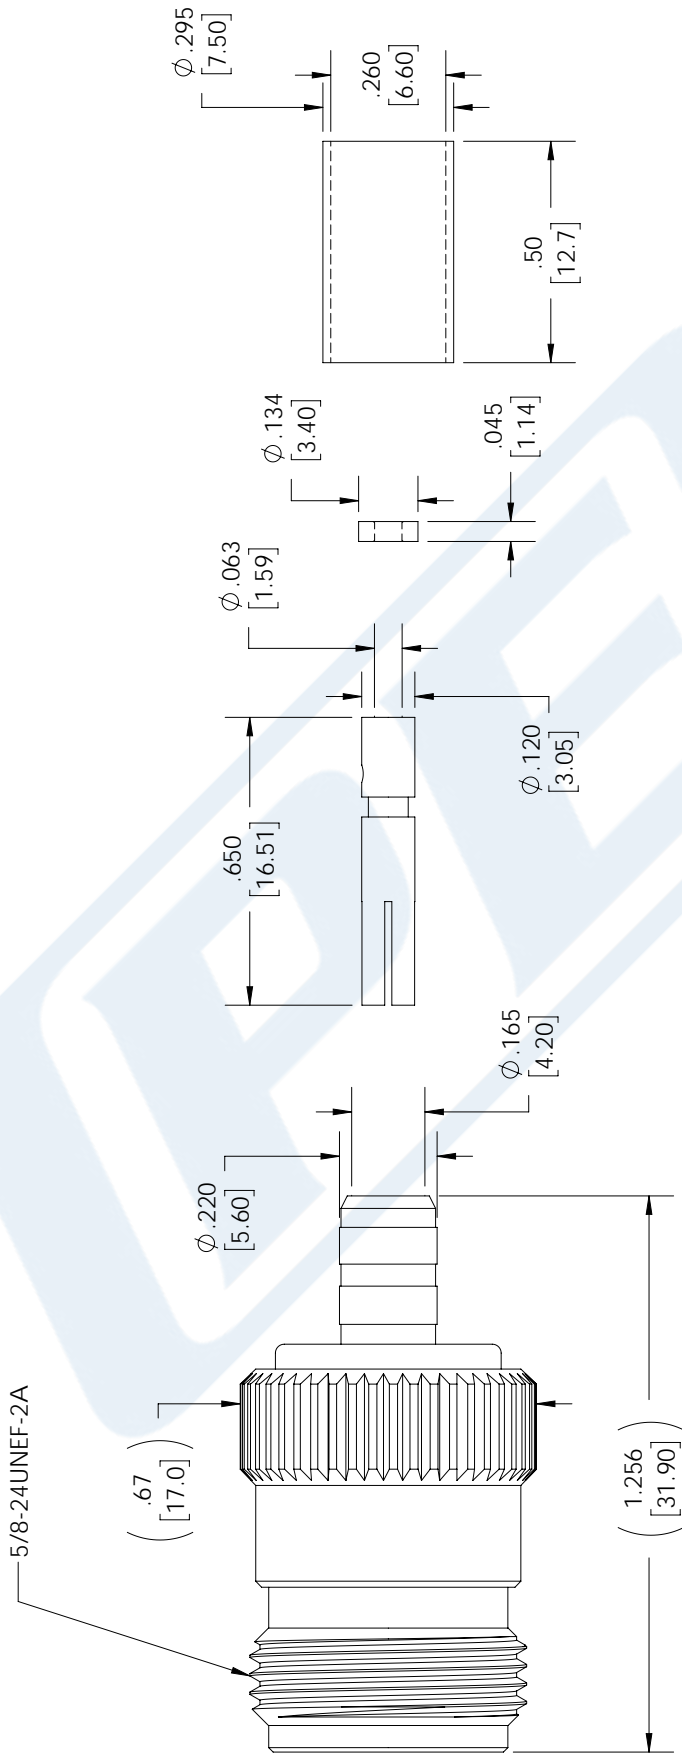 5/8-24UNEF-2A
.67
[17.0]
1.256
[31.90]
Ø.220
[5.60]
Ø.165
[4.20]
.650
[16.51]
Ø.120
[3.05]
Ø.063
[1.59]
Ø.134
[3.40]
.045
[1.14]
.50
[12.7]
Ø.295
[7.50]
.260
[6.60]